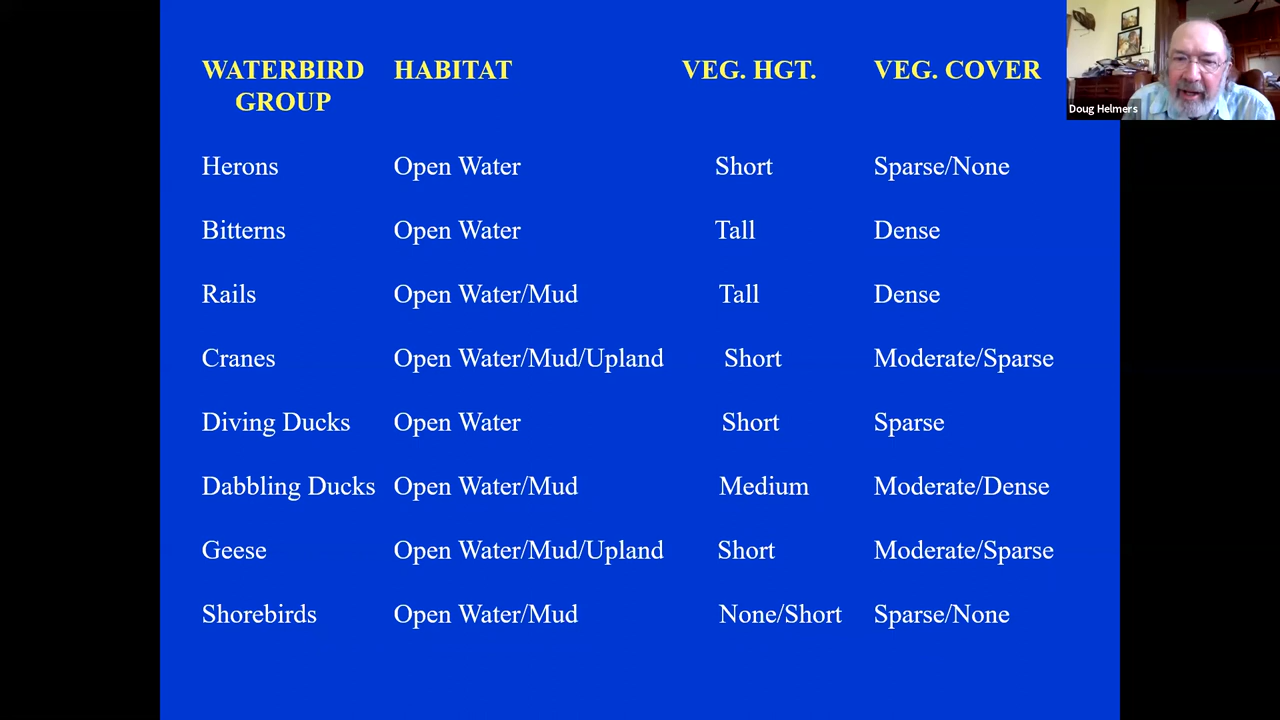 WATERBIRD GROUP HABITAT VEG. HGT. VEG. COVER
Herons Open Water Short Sparse/None
Bitterns Open Water Tall Dense
Rails Open Water/Mud Tall Dense
Cranes Open Water/Mud/Upland Short Moderate/Sparse
Diving Ducks Open Water Short Sparse
Dabbling Ducks Open Water/Mud Medium Moderate/Dense
Geese Open Water/Mud/Upland Short Moderate/Sparse
Shorebirds Open Water/Mud None/Short Sparse/None
Doug Helmers